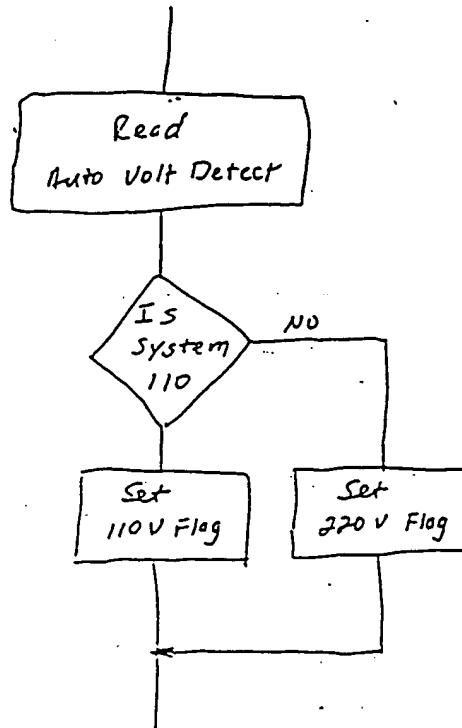 Read
Auto Volt Detect
Is
System
110
NO
Set
110V Flag
Set
220V Flag